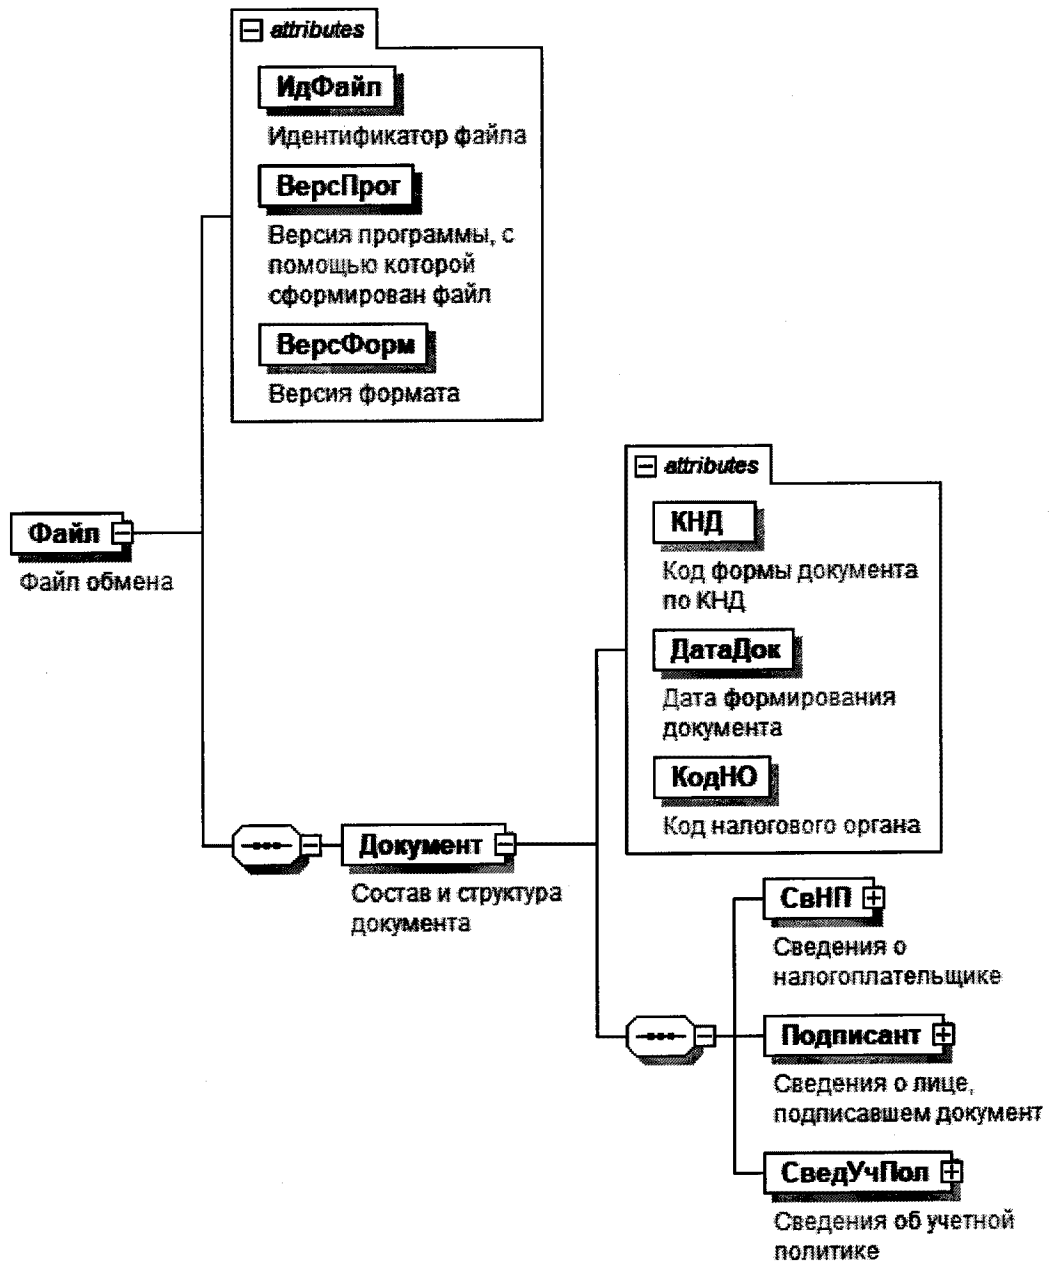 attributes
ИдФайл
Идентификатор файла
ВерсПрог
Версия программы, с
помощью которой
сформирован файл
ВерсФорм
Версия формата
Файл
Файл обмена
attributes
КНД
Код формы документа
по КНД
ДатаДок
Дата формирования
документа
КодНО
Код налогового органа
Документ
Состав и структура
документа
СвНП
Сведения о
налогоплательщике
Подписант
Сведения о лице,
подписавшем документ
СведУчПол
Сведения об учетной
политике